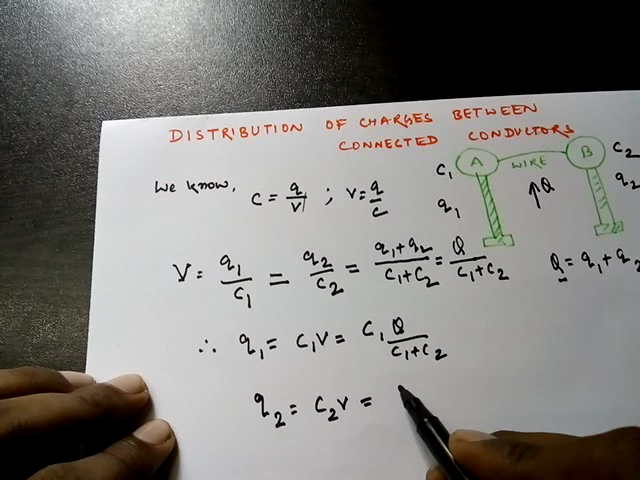 DISTRIBUTION OF CHARGES BETWEEN
CONNECTED CONDUCTORS
We know, C = q/V ; V = q/C
C₁ A WIRE B C₂
q₁ ↑Q q₂
V = q₁/C₁ = q₂/C₂ = q₁+q₂/C₁+C₂ = Q/C₁+C₂
Q = q₁+q₂
∴ q₁ = C₁V = C₁ Q/C₁+C₂
q₂ = C₂V =